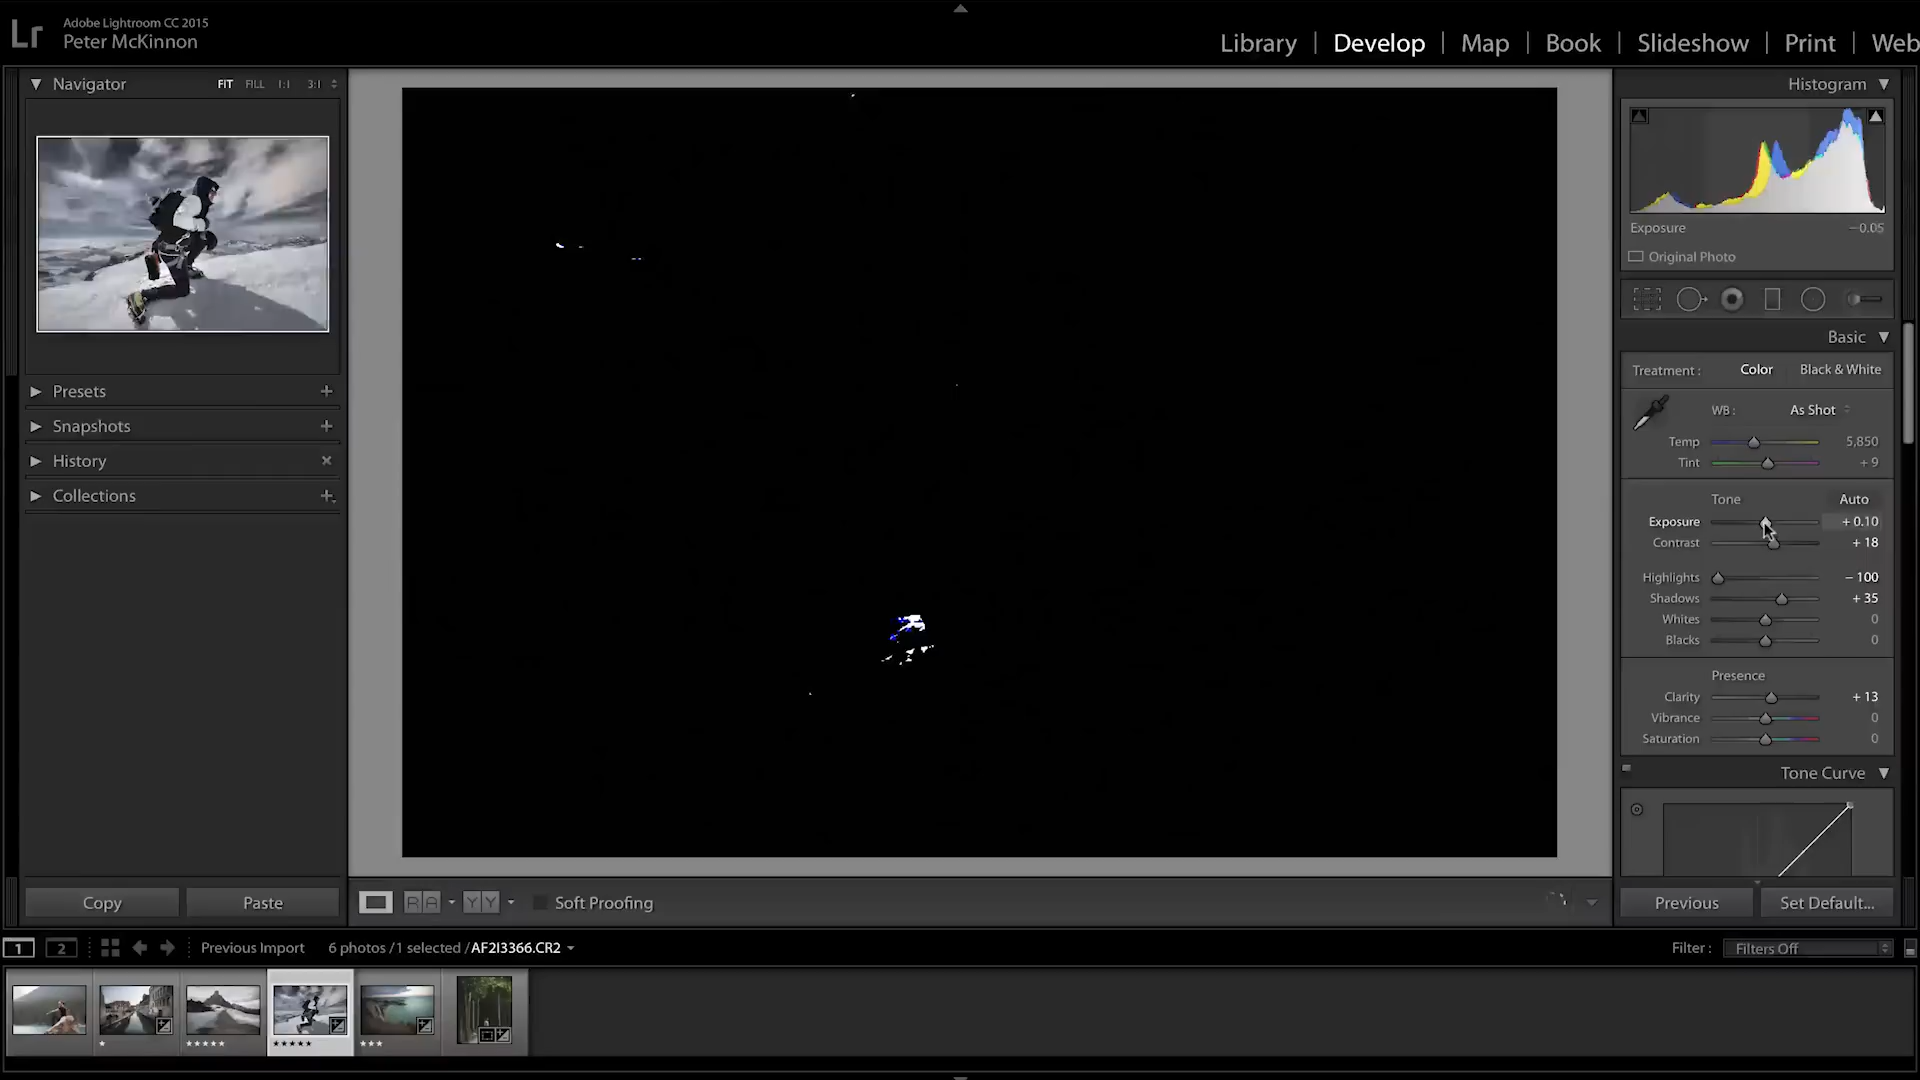 Lr
Adobe Lightroom CC 2015
Peter McKinnon
Library | Develop | Map | Book | Slideshow | Print | Web
Navigator FIT FILL 1:1 3:1
Presets
Snapshots
History
Collections
Histogram
Exposure −0.05
Original Photo
Basic
Treatment : Color Black & White
WB : As Shot
Temp 5,850
Tint + 9
Tone Auto
Exposure + 0.10
Contrast + 18
Highlights − 100
Shadows + 35
Whites 0
Blacks 0
Presence
Clarity + 13
Vibrance 0
Saturation 0
Tone Curve
Copy Paste
R A Y Y Soft Proofing
Previous Set Default...
1 2 Previous Import 6 photos / 1 selected / AF2I3366.CR2
Filter : Filters Off